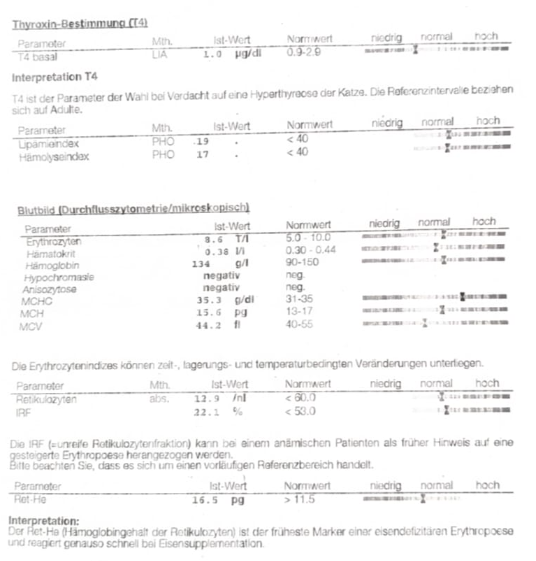 Thyroxin-Bestimmung (T4)
Parameter Mth. Ist-Wert Normwert niedrig normal hoch
T4 basal LIA 1.0 µg/dl 0.9-2.9
Interpretation T4
T4 ist der Parameter der Wahl bei Verdacht auf eine Hyperthyreose der Katze. Die Referenzintervalle beziehen
sich auf Adulte.
Parameter Mth. Ist-Wert Normwert niedrig normal hoch
Lipämieindex PHO 19 < 40
Hämolyseindex PHO 17 < 40
Blutbild (Durchflusszytometrie/mikroskopisch)
Parameter Ist-Wert Normwert niedrig normal hoch
Erythrozyten 8.6 T/l 5.0 - 10.0
Hämatokrit 0.38 l/l 0.30 - 0.44
Hämoglobin 134 g/l 90-150
Hypochromasie negativ neg.
Anisozytose negativ neg.
MCHC 35.3 g/dl 31-35
MCH 15.6 pg 13-17
MCV 44.2 fl 40-55
Die Erythrozytenindizes können zeit-, lagerungs- und temperaturbedingten Veränderungen unterliegen.
Parameter Mth. Ist-Wert Normwert niedrig normal hoch
Retikulozyten abs. 12.9 /nl < 60.0
IRF 22.1 % < 53.0
Die IRF (=unreife Retikulozytenfraktion) kann bei einem anämischen Patienten als früher Hinweis auf eine
gesteigerte Erythropoese herangezogen werden.
Bitte beachten Sie, dass es sich um einen vorläufigen Referenzbereich handelt.
Parameter Ist-Wert Normwert niedrig normal hoch
Ret-He 16.5 pg > 11.5
Interpretation:
Der Ret-He (Hämoglobingehalt der Retikulozyten) ist der früheste Marker einer eisendefizitären Erythropoese
und reagiert genauso schnell bei Eisensupplementation.